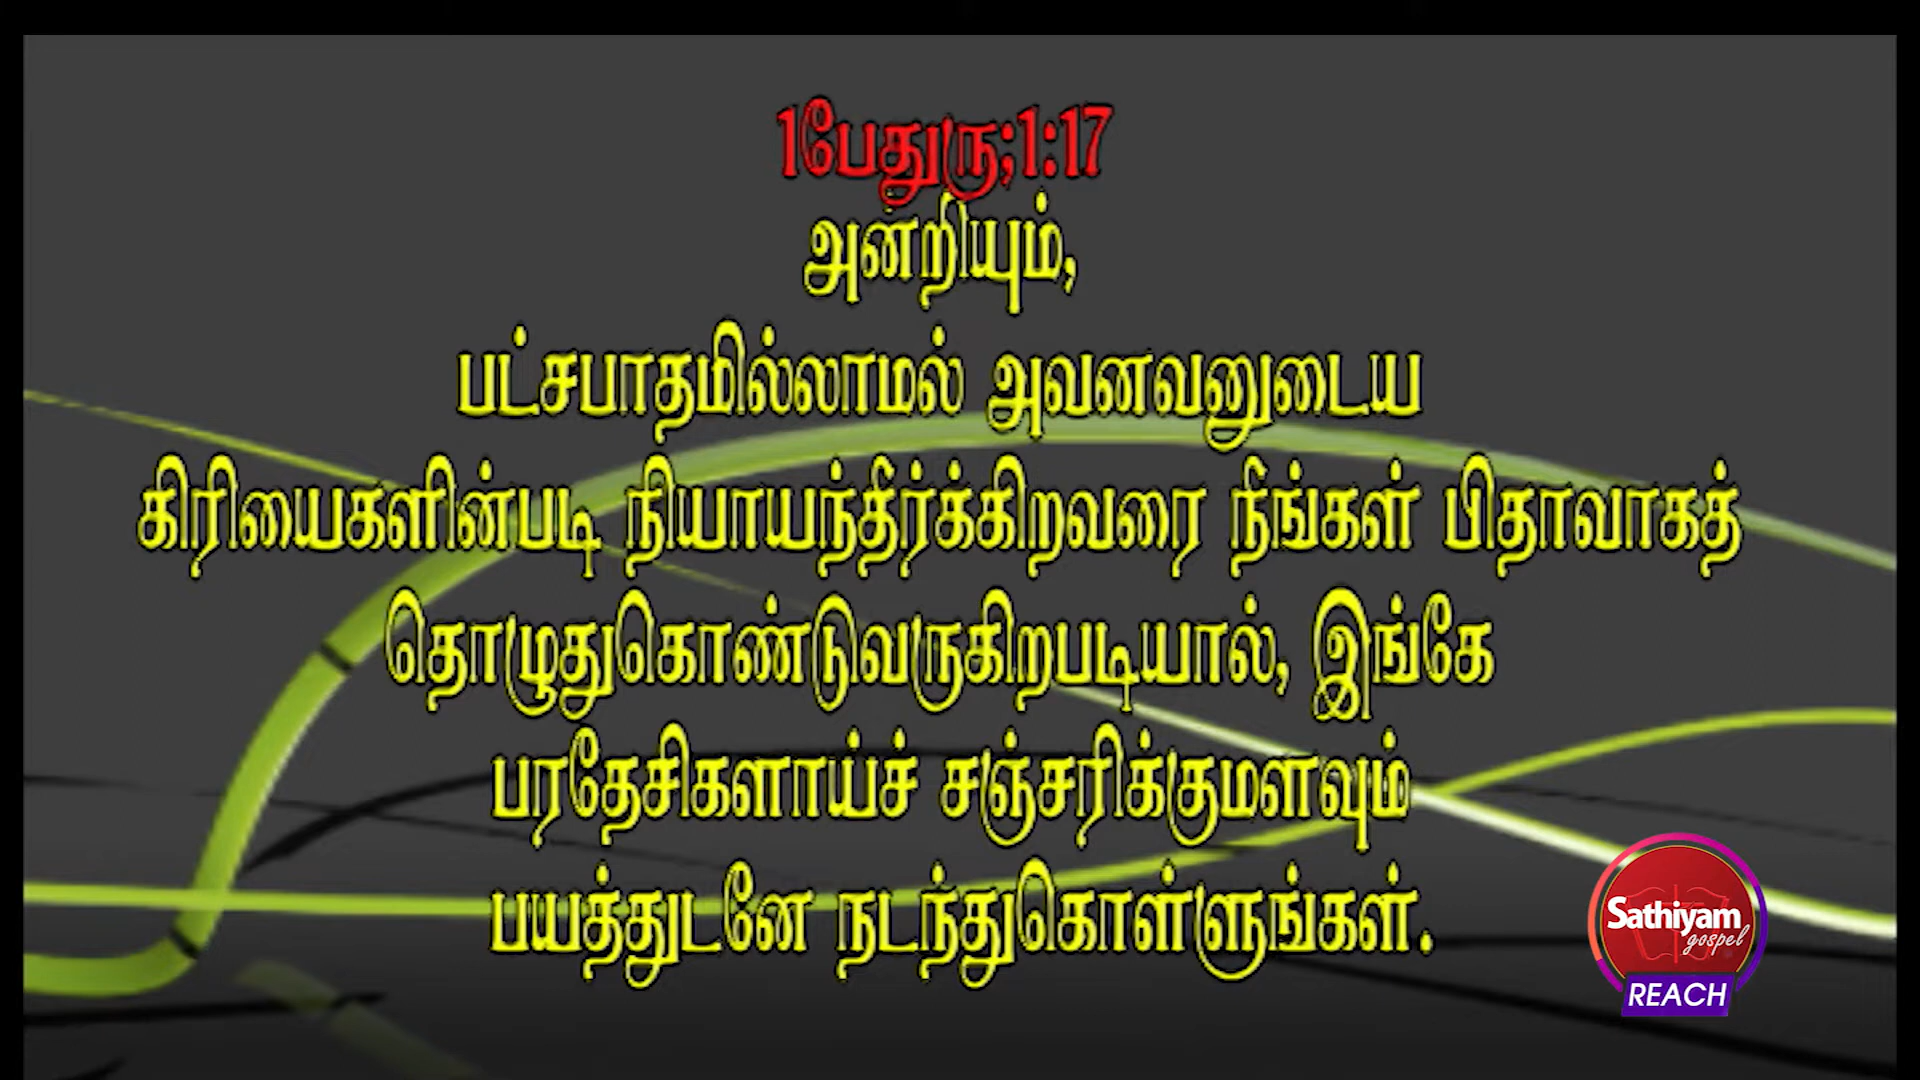 1பேதுரு;1:17
அன்றியும்,
பட்சபாதமில்லாமல் அவனவனுடைய
கிரியைகளின்படி நியாயந்தீர்க்கிறவரை நீங்கள் பிதாவாகத்
தொழுதுகொண்டுவருகிறபடியால், இங்கே
பரதேசிகளாய்ச் சஞ்சரிக்குமளவும்
பயத்துடனே நடந்துகொள்ளுங்கள்.
Sathiyam
gospel
REACH